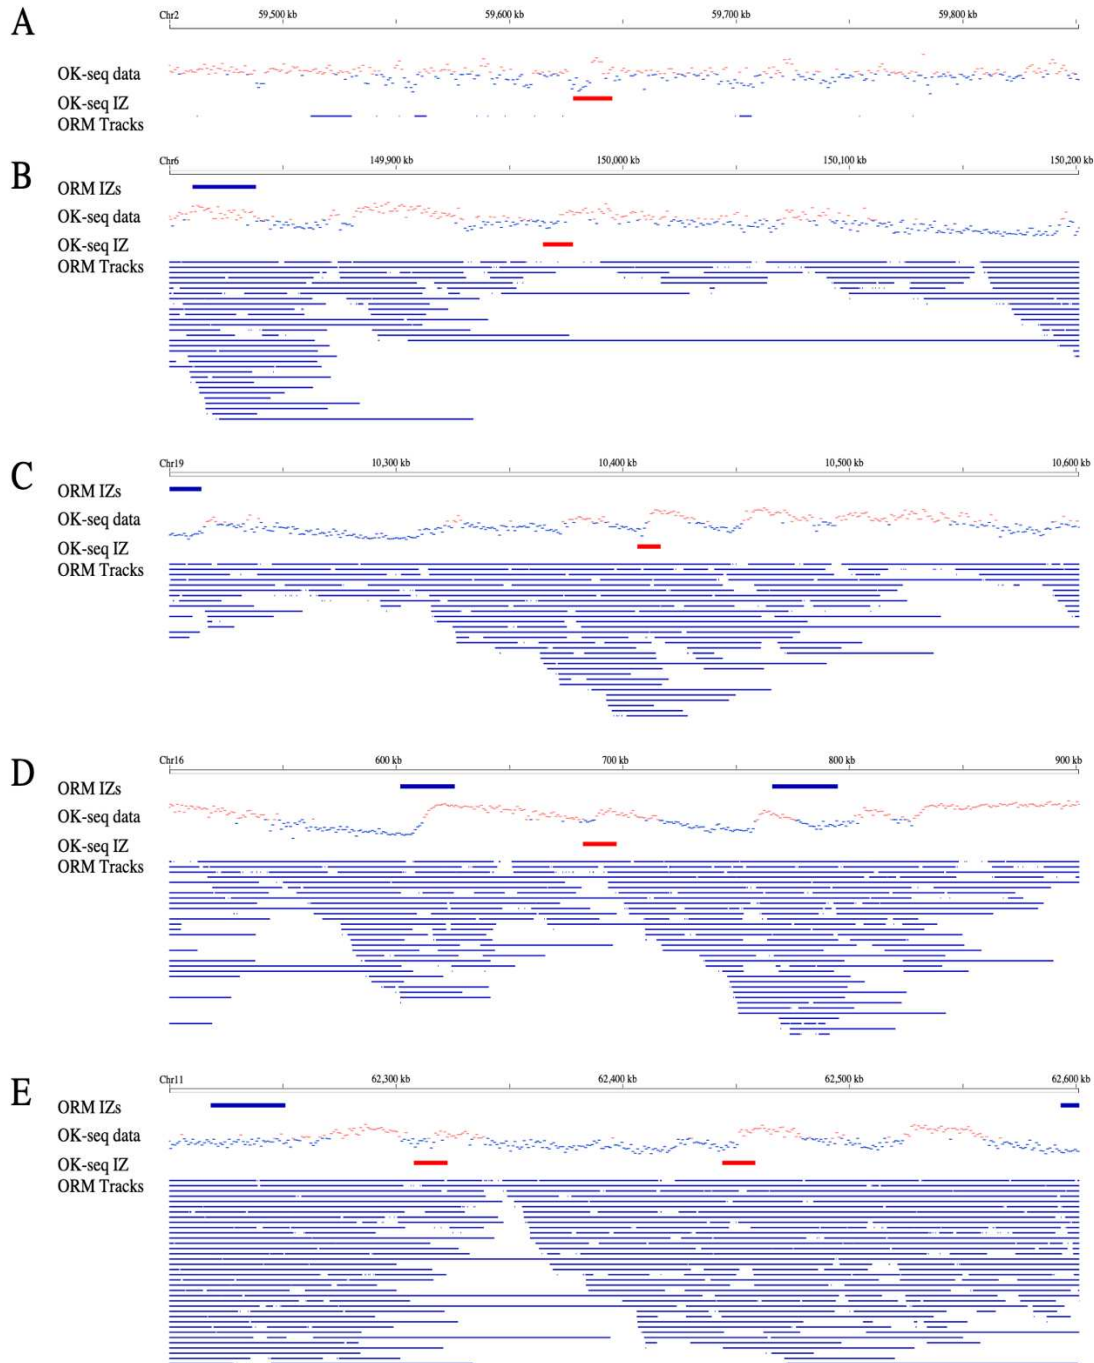 A
Chr2 59,500 kb 59,600 kb 59,700 kb 59,800 kb
OK-seq data
OK-seq IZ
ORM Tracks
B
Chr6 149,900 kb 150,000 kb 150,100 kb 150,200 kb
ORM IZs
OK-seq data
OK-seq IZ
ORM Tracks
C
Chr19 10,300 kb 10,400 kb 10,500 kb 10,600 kb
ORM IZs
OK-seq data
OK-seq IZ
ORM Tracks
D
Chr16 600 kb 700 kb 800 kb 900 kb
ORM IZs
OK-seq data
OK-seq IZ
ORM Tracks
E
Chr11 62,300 kb 62,400 kb 62,500 kb 62,600 kb
ORM IZs
OK-seq data
OK-seq IZ
ORM Tracks